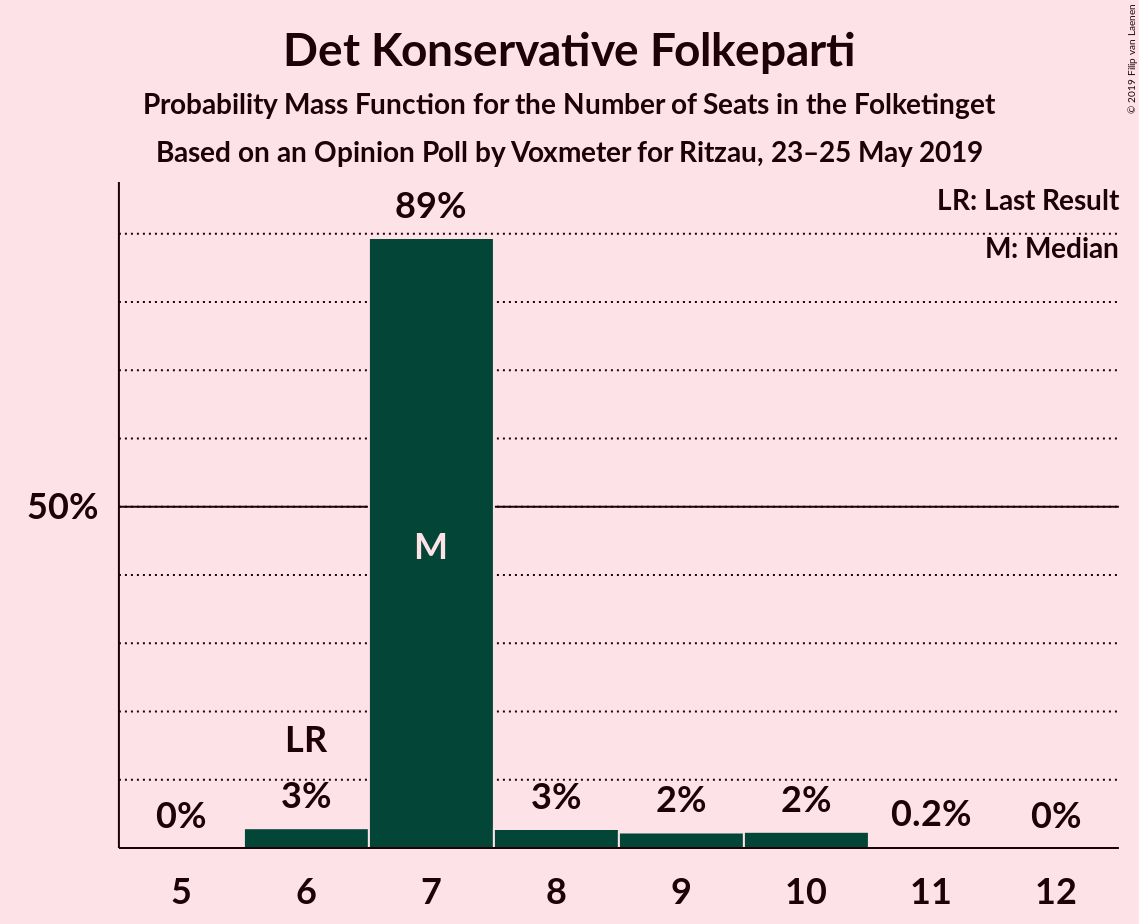 Det Konservative Folkeparti
Probability Mass Function for the Number of Seats in the Folketinget
Based on an Opinion Poll by Voxmeter for Ritzau, 23–25 May 2019
© 2019 Filip van Laenen
LR: Last Result
M: Median
89%
50%
M
LR
0%
3%
3%
2%
2%
0.2%
0%
5 6 7 8 9 10 11 12